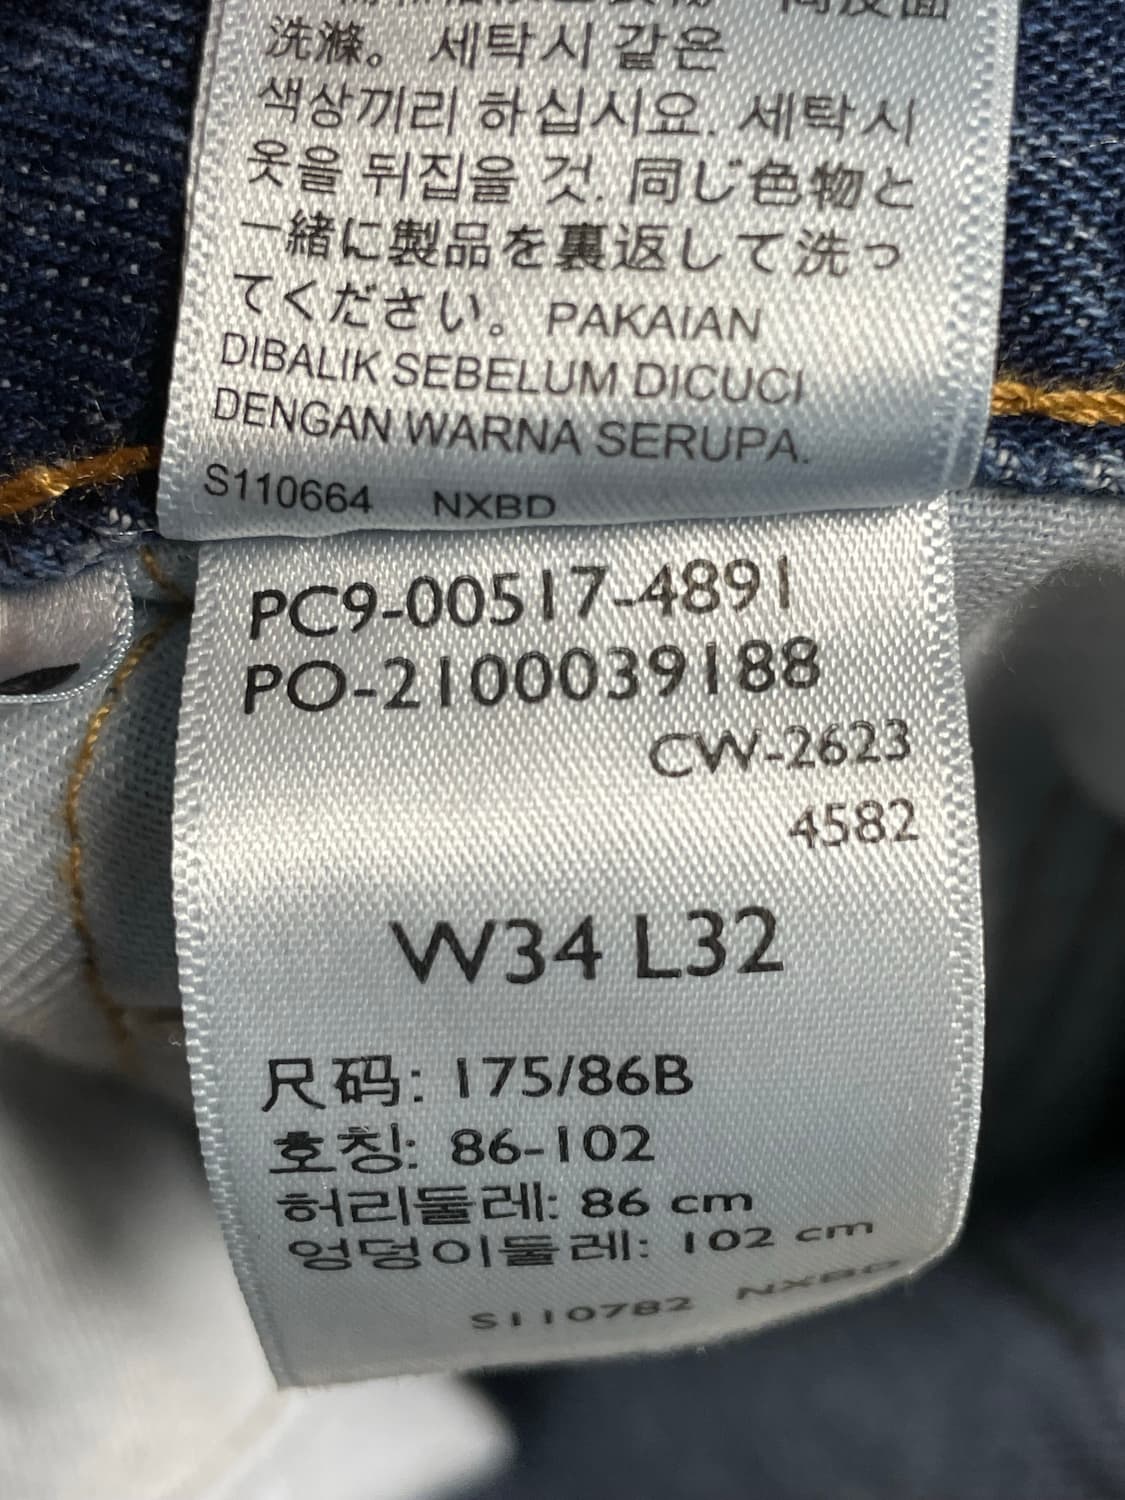 反面
洗滌。 세탁시 같은
색상끼리 하십시요. 세탁시
옷을 뒤집을 것. 同じ色物と
一緒に製品を裏返して洗っ
てください。 PAKAIAN
DIBALIK SEBELUM DICUCI
DENGAN WARNA SERUPA.
S110664 NXBD
PC9-00517-4891
PO-2100039188
CW-2623
4582
W34 L32
尺码: 175/86B
호칭: 86-102
허리둘레: 86 cm
엉덩이둘레: 102 cm
S110782 NXBD